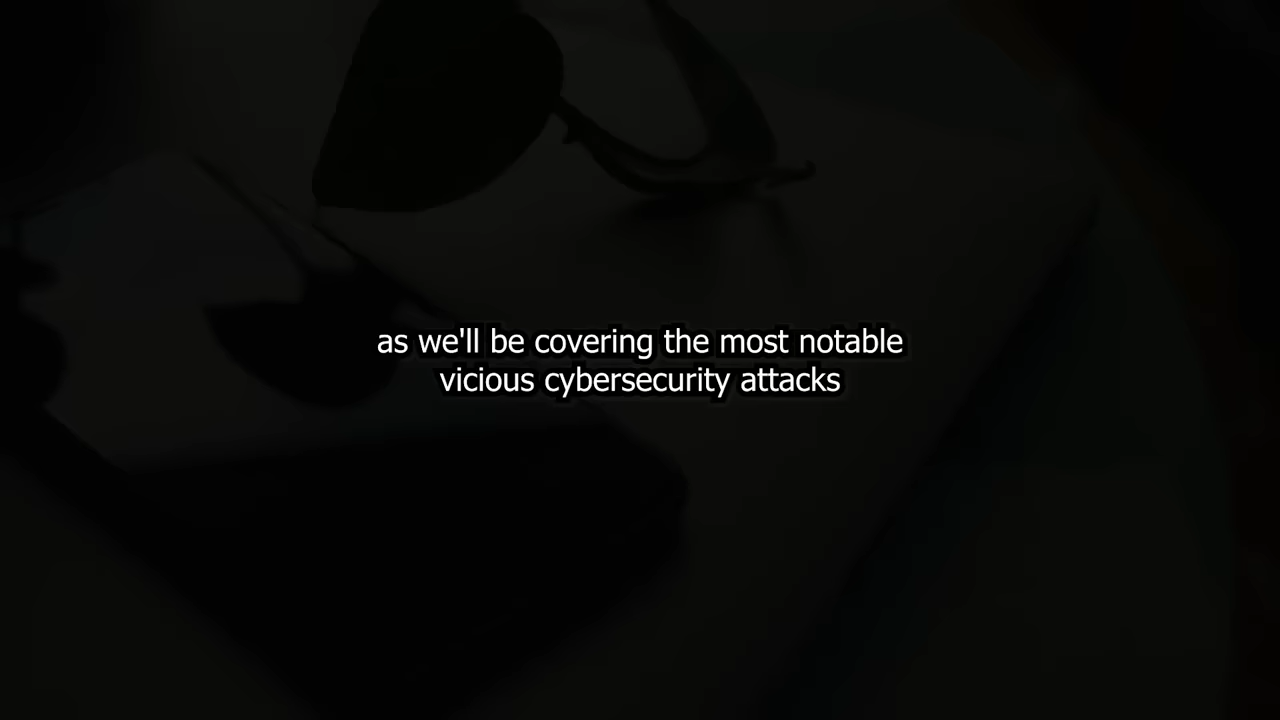 as we'll be covering the most notable
vicious cybersecurity attacks